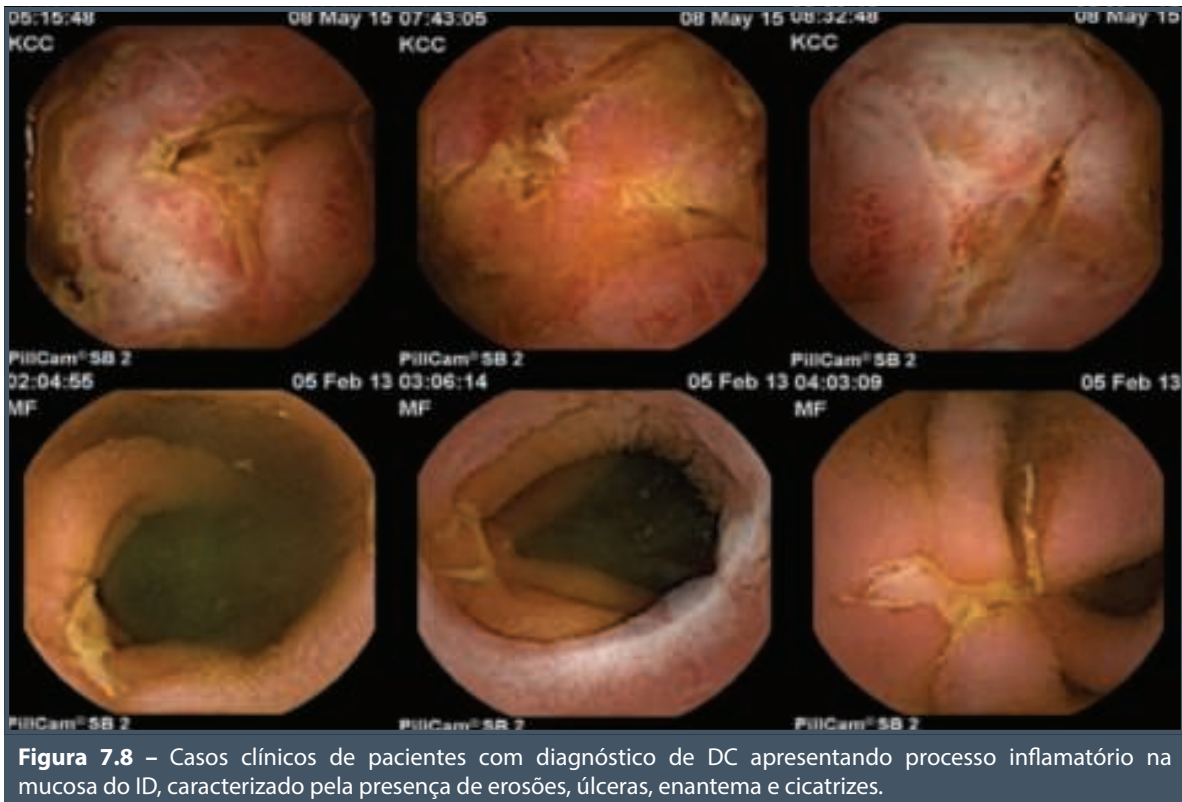 05:15:48 08 May 15 07:43:05 08 May 15 08:32:48 08 May 15
KCC KCC KCC
PillCam® SB 2 PillCam® SB 2 PillCam® SB 2
02:04:55 05 Feb 13 03:06:14 05 Feb 13 04:03:09 05 Feb 13
MF MF MF
PillCam® SB 2 PillCam® SB 2 PillCam® SB 2
Figura 7.8 – Casos clínicos de pacientes com diagnóstico de DC apresentando processo inflamatório na
mucosa do ID, caracterizado pela presença de erosões, úlceras, enantema e cicatrizes.